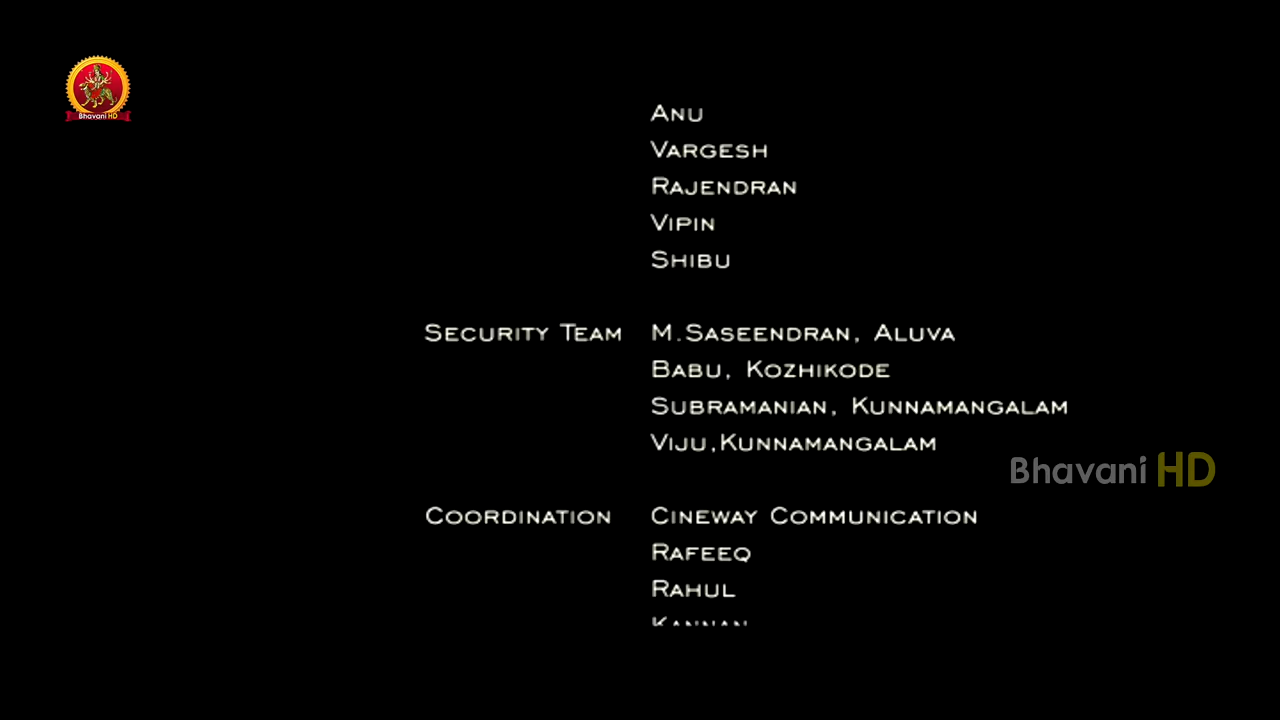 Bhavani HD
Anu
Vargesh
Rajendran
Vipin
Shibu
Security Team M.Saseendran, Aluva
Babu, Kozhikode
Subramanian, Kunnamangalam
Viju,Kunnamangalam
Bhavani HD
Coordination Cineway Communication
Rafeeq
Rahul
Kannan